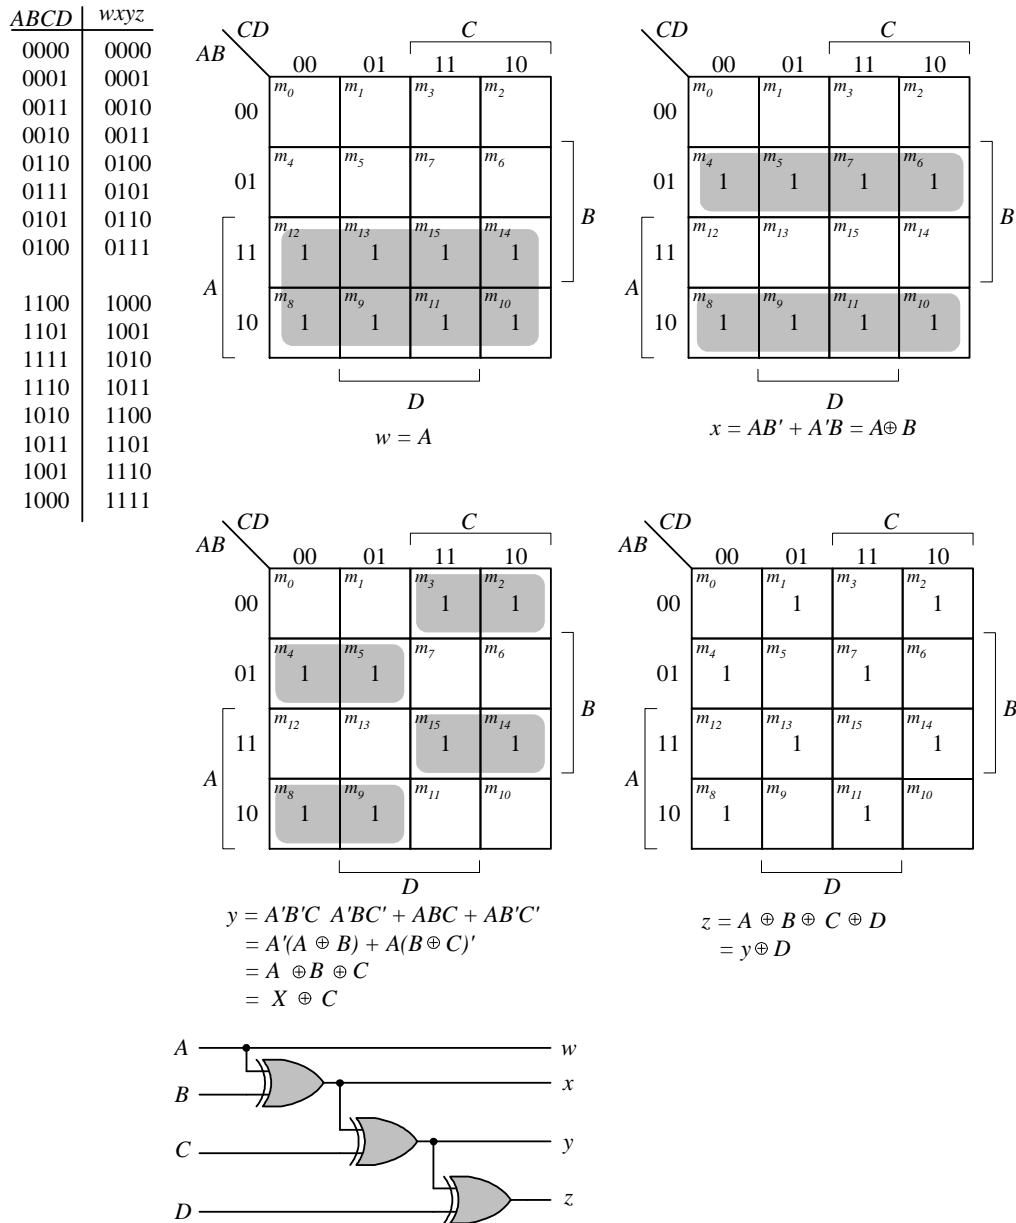 ABCD wxyz
0000 0000
0001 0001
0011 0010
0010 0011
0110 0100
0111 0101
0101 0110
0100 0111
1100 1000
1101 1001
1111 1010
1110 1011
1010 1100
1011 1101
1001 1110
1000 1111
CD C
AB
00 01 11 10
m0 m1 m3 m2
00
m4 m5 m7 m6
01
B
m12 m13 m15 m14
11 1 1 1 1
A
m8 m9 m11 m10
10 1 1 1 1
D
w = A
CD C
AB
00 01 11 10
m0 m1 m3 m2
00
m4 m5 m7 m6
01 1 1 1 1
B
m12 m13 m15 m14
11
A
m8 m9 m11 m10
10 1 1 1 1
D
x = AB' + A'B = A⊕ B
CD C
AB
00 01 11 10
m0 m1 m3 m2
00 1 1
m4 m5 m7 m6
01 1 1
B
m12 m13 m15 m14
11 1 1
A
m8 m9 m11 m10
10 1 1
D
y = A'B'C A'BC' + ABC + AB'C'
= A'(A ⊕ B) + A(B ⊕ C)'
= A ⊕B ⊕ C
= X ⊕ C
CD C
AB
00 01 11 10
m0 m1 m3 m2
00 1 1
m4 m5 m7 m6
01 1 1
B
m12 m13 m15 m14
11 1 1
A
m8 m9 m11 m10
10 1 1
D
z = A ⊕ B ⊕ C ⊕ D
= y ⊕ D
A w
B x
C y
D z